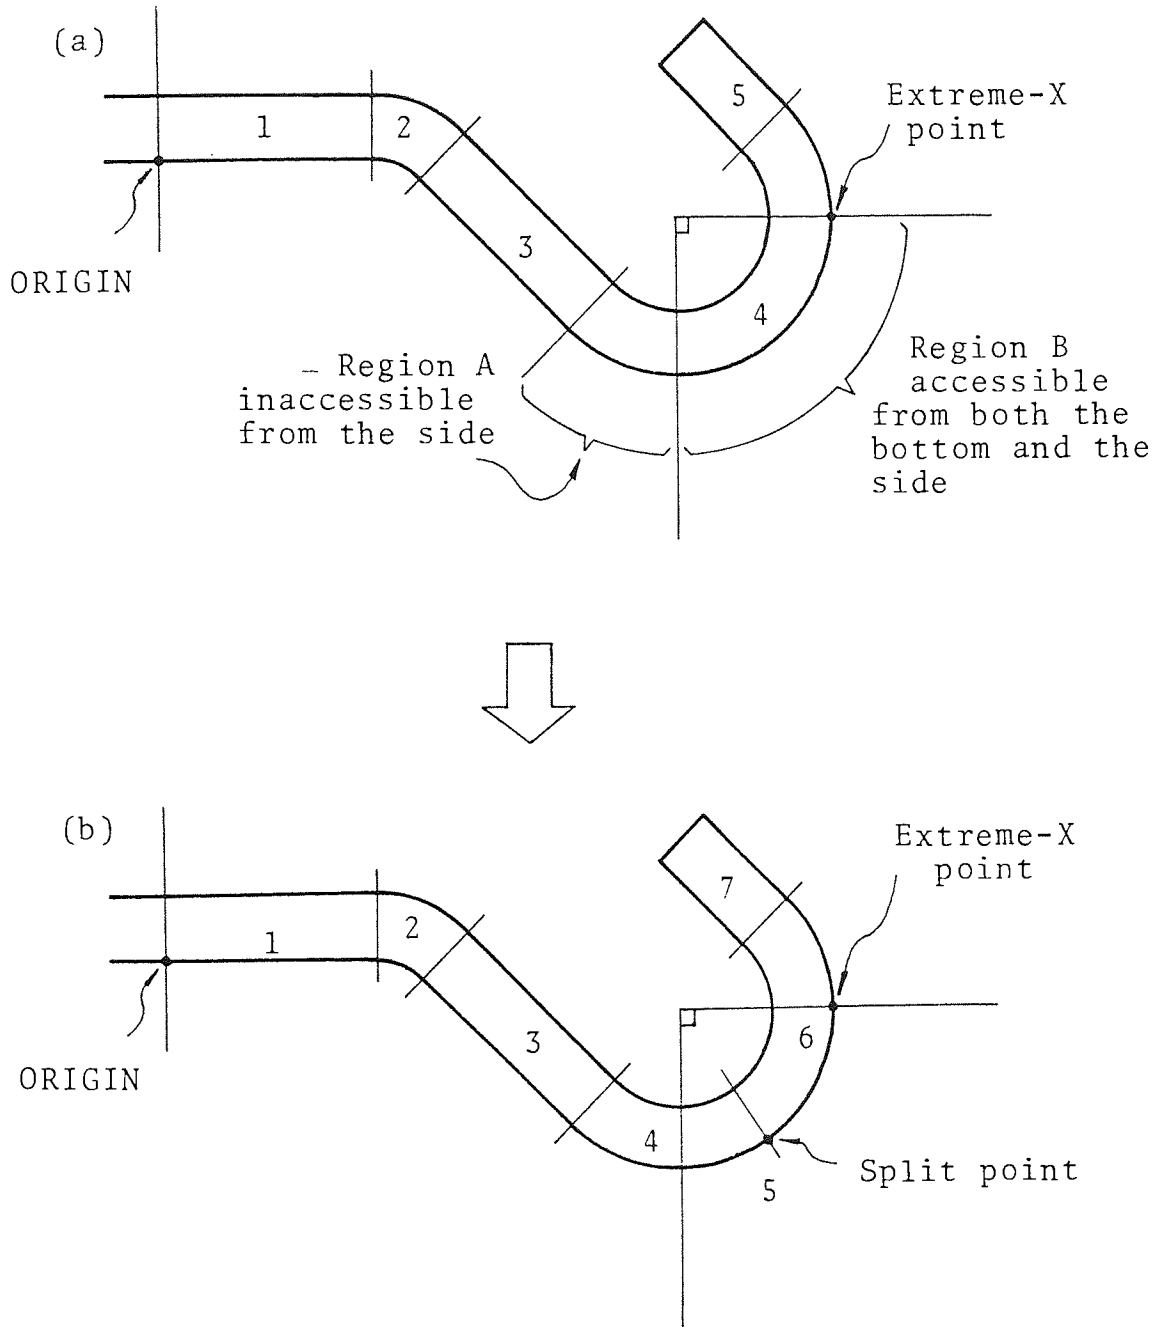 (a)
1
2
3
4
5
Extreme-X
point
ORIGIN
– Region A
inaccessible
from the side
Region B
accessible
from both the
bottom and the
side
(b)
1
2
3
4
5
6
7
Extreme-X
point
ORIGIN
Split point